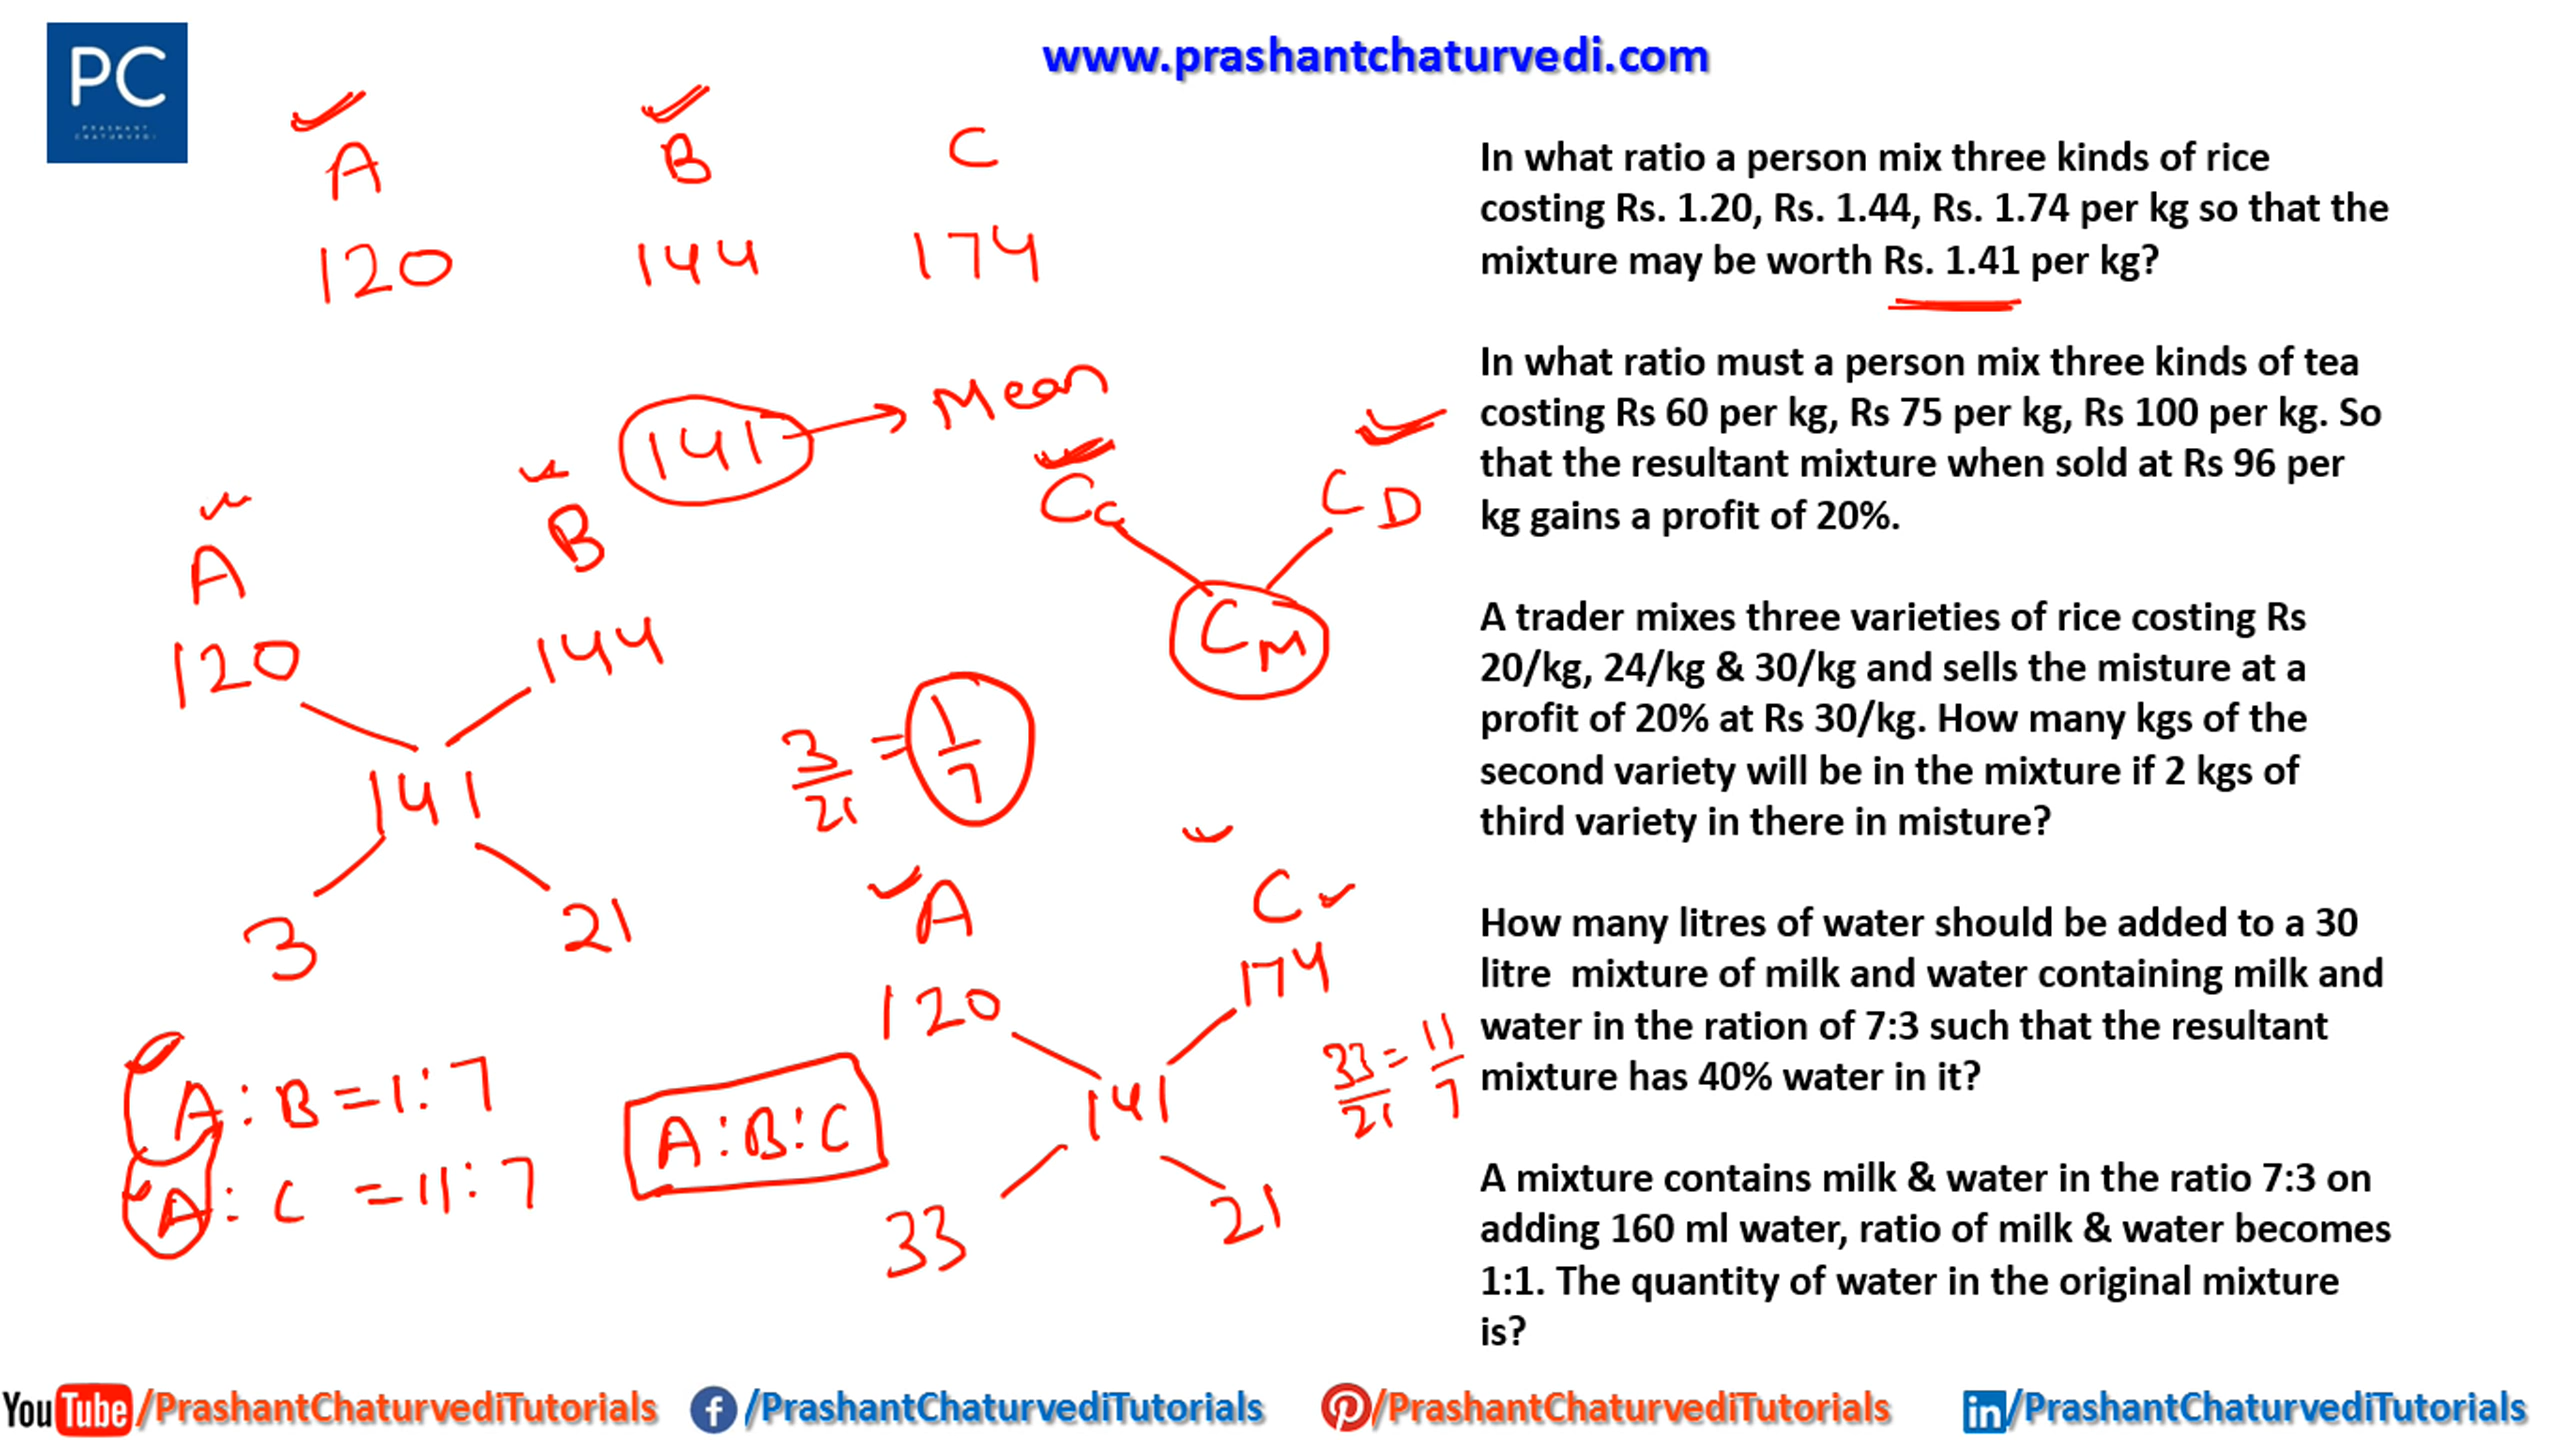 PC
PRASHANT
CHATURVEDI
www.prashantchaturvedi.com
A B C
120 144 174
141 → Mean
A B
120 144
141
3 21
Cc CD
CM
3/21 = 1/7
A C
120 174
141
33 21
33/21 = 11/7
A : B = 1 : 7
A : C = 11 : 7
A : B : C
In what ratio a person mix three kinds of rice
costing Rs. 1.20, Rs. 1.44, Rs. 1.74 per kg so that the
mixture may be worth Rs. 1.41 per kg?
In what ratio must a person mix three kinds of tea
costing Rs 60 per kg, Rs 75 per kg, Rs 100 per kg. So
that the resultant mixture when sold at Rs 96 per
kg gains a profit of 20%.
A trader mixes three varieties of rice costing Rs
20/kg, 24/kg & 30/kg and sells the misture at a
profit of 20% at Rs 30/kg. How many kgs of the
second variety will be in the mixture if 2 kgs of
third variety in there in misture?
How many litres of water should be added to a 30
litre mixture of milk and water containing milk and
water in the ration of 7:3 such that the resultant
mixture has 40% water in it?
A mixture contains milk & water in the ratio 7:3 on
adding 160 ml water, ratio of milk & water becomes
1:1. The quantity of water in the original mixture
is?
YouTube /PrashantChaturvediTutorials f /PrashantChaturvediTutorials /PrashantChaturvediTutorials in /PrashantChaturvediTutorials